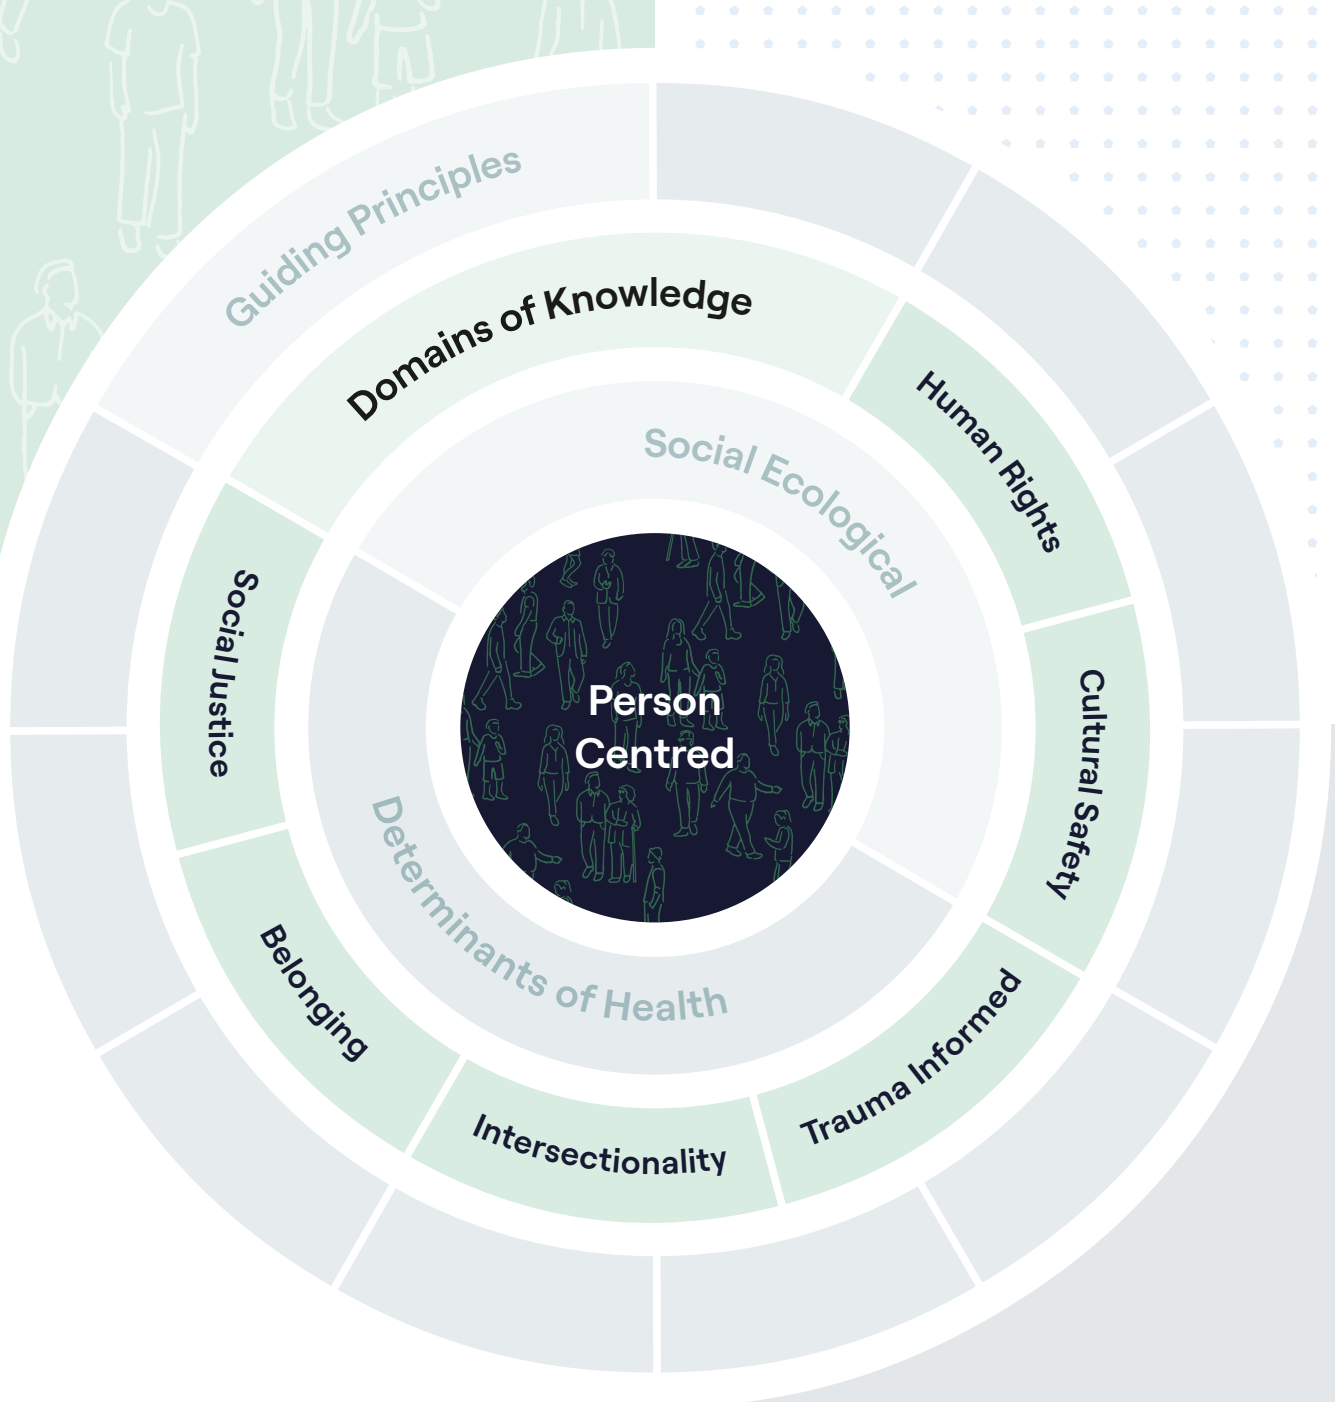 Guiding Principles
Domains of Knowledge
Human Rights
Cultural Safety
Trauma Informed
Intersectionality
Belonging
Social Justice
Social Ecological
Determinants of Health
Person
Centred